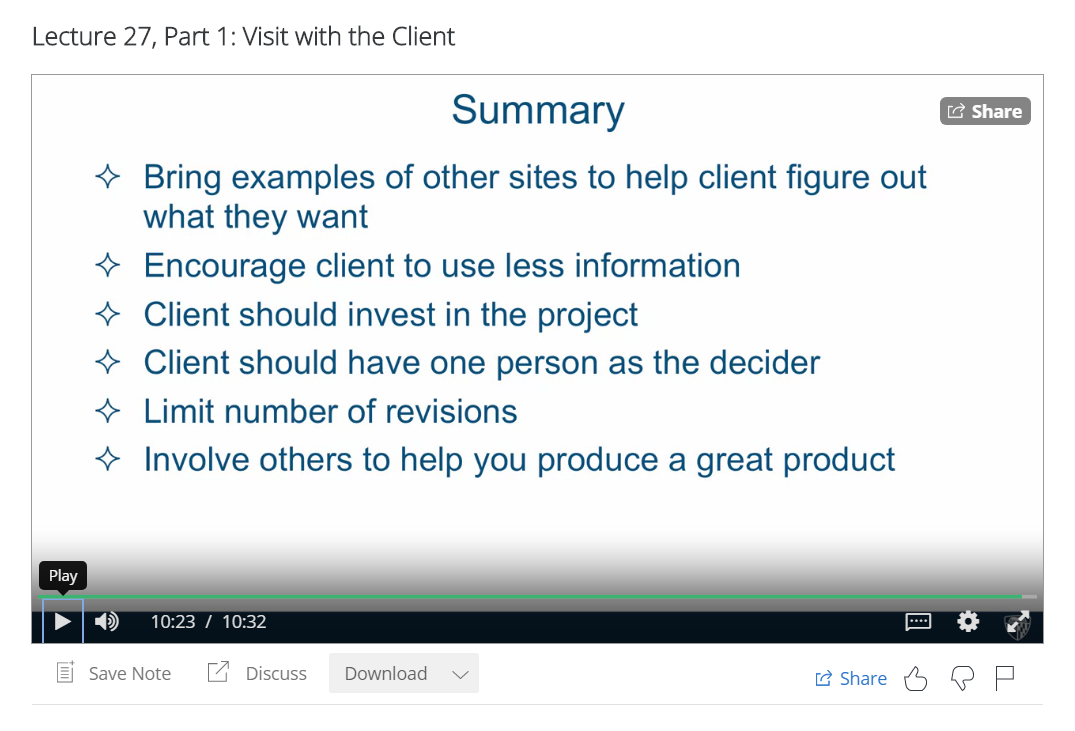 Lecture 27, Part 1: Visit with the Client
Summary
Share
Bring examples of other sites to help client figure out
what they want
Encourage client to use less information
Client should invest in the project
Client should have one person as the decider
Limit number of revisions
Involve others to help you produce a great product
Play
10:23 / 10:32
Save Note
Discuss
Download
Share